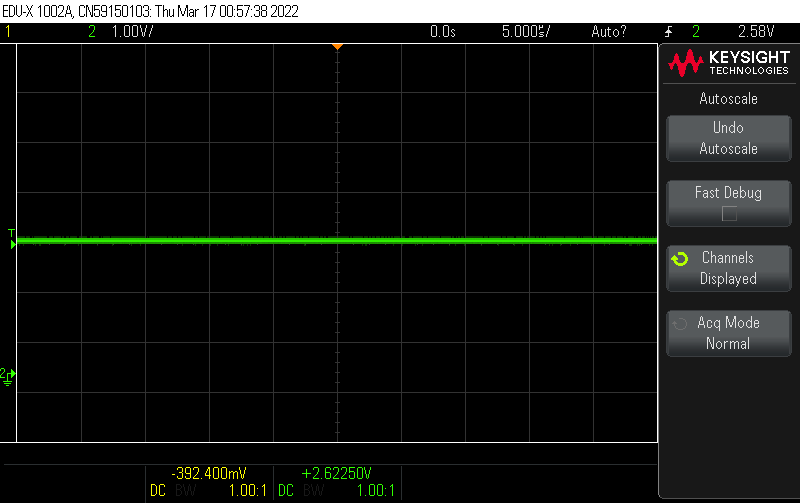 EDU-X 1002A, CN59150103: Thu Mar 17 00:57:38 2022
1 2 1.00V/ 0.0s 5.000s/ Auto? 2 2.58V
KEYSIGHT
TECHNOLOGIES
Autoscale
Undo
Autoscale
Fast Debug
Channels
Displayed
Acq Mode
Normal
T
2
-392.400mV +2.62250V
DC BW 1.00:1 DC BW 1.00:1